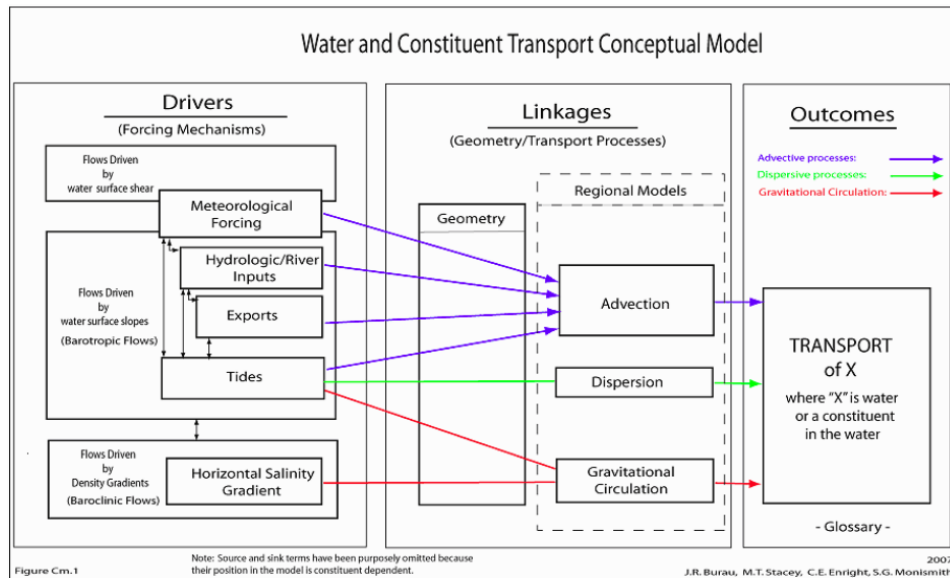 Water and Constituent Transport Conceptual Model
Drivers
(Forcing Mechanisms)
Flows Driven
by
water surface shear
Meteorological
Forcing
Hydrologic/River
Inputs
Flows Driven
by
water surface slopes
(Barotropic Flows)
Exports
Tides
Flows Driven
by
Density Gradients
(Baroclinic Flows)
Horizontal Salinity
Gradient
Linkages
(Geometry/Transport Processes)
Regional Models
Geometry
Advection
Dispersion
Gravitational
Circulation
Outcomes
Advective processes:
Dispersive processes:
Gravitational Circulation:
TRANSPORT
of X
where "X" is water
or a constituent
in the water
- Glossary -
Figure Cm.1
Note: Source and sink terms have been purposely omitted because
their position in the model is constituent dependent.
2007
J.R. Burau, M.T. Stacey, C.E. Enright, S.G. Monismith